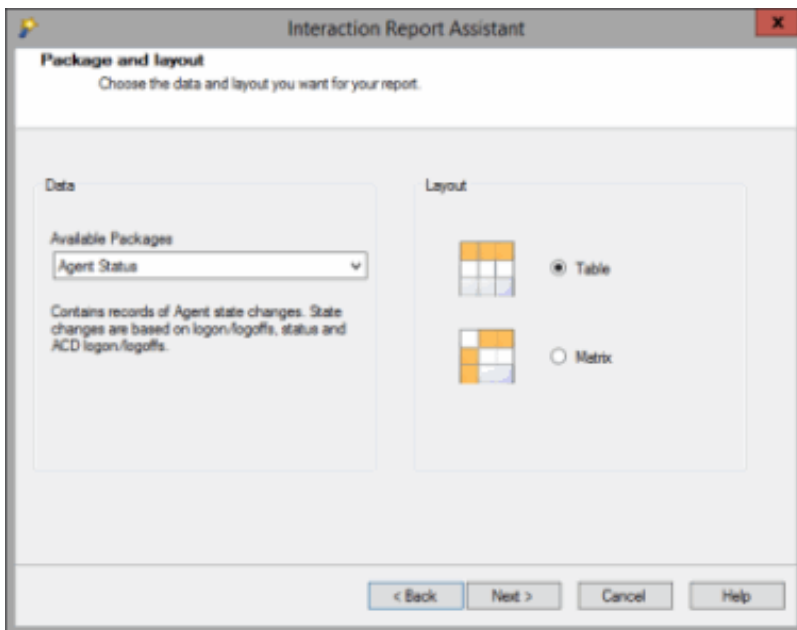 Interaction Report Assistant
x
Package and layout
Choose the data and layout you want for your report.
Data
Available Packages
Agent Status
Contains records of Agent state changes. State
changes are based on logon/logoffs, status and
ACD logon/logoffs.
Layout
Table
Matrix
< Back
Next >
Cancel
Help